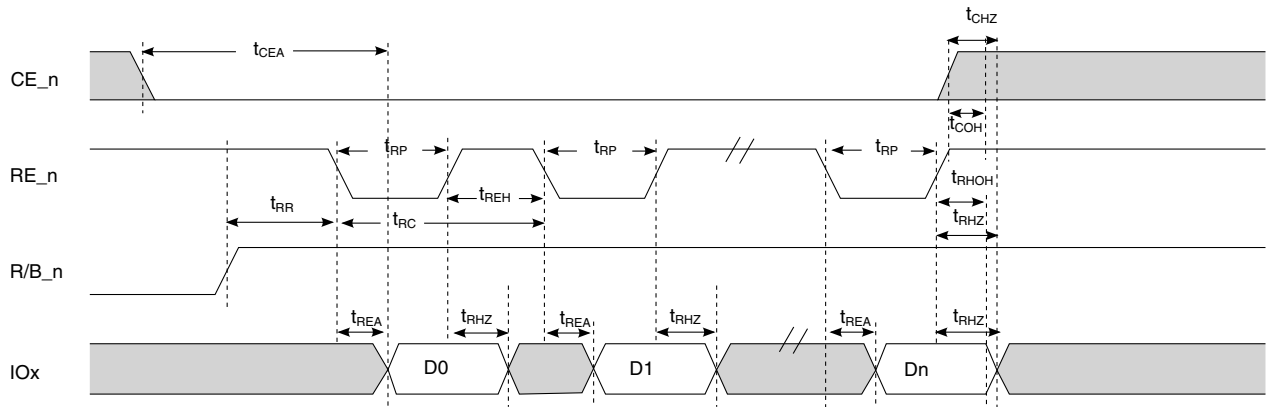 tCHZ
tCEA
CE_n
tCOH
tRP
tRP
tRP
RE_n
tREH
tRHOH
tRR
tRC
tRHZ
R/B_n
tREA
tRHZ
tREA
tRHZ
tREA
tRHZ
IOx
D0
D1
Dn